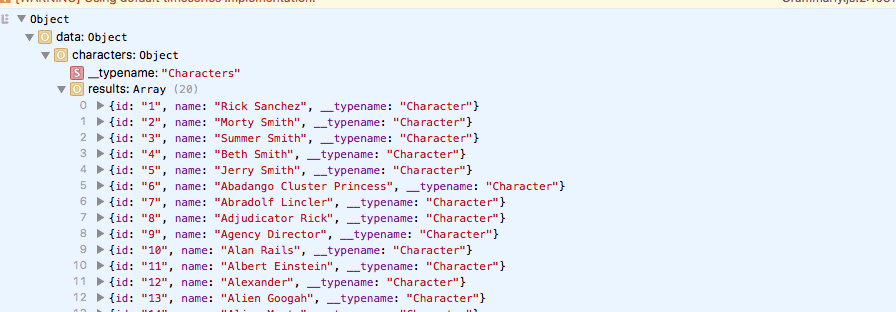 [WARNING] Using default timeseries implementation.
Object
O data: Object
O characters: Object
S __typename: "Characters"
O results: Array (20)
0 {id: "1", name: "Rick Sanchez", __typename: "Character"}
1 {id: "2", name: "Morty Smith", __typename: "Character"}
2 {id: "3", name: "Summer Smith", __typename: "Character"}
3 {id: "4", name: "Beth Smith", __typename: "Character"}
4 {id: "5", name: "Jerry Smith", __typename: "Character"}
5 {id: "6", name: "Abadango Cluster Princess", __typename: "Character"}
6 {id: "7", name: "Abradolf Lincler", __typename: "Character"}
7 {id: "8", name: "Adjudicator Rick", __typename: "Character"}
8 {id: "9", name: "Agency Director", __typename: "Character"}
9 {id: "10", name: "Alan Rails", __typename: "Character"}
10 {id: "11", name: "Albert Einstein", __typename: "Character"}
11 {id: "12", name: "Alexander", __typename: "Character"}
12 {id: "13", name: "Alien Googah", __typename: "Character"}